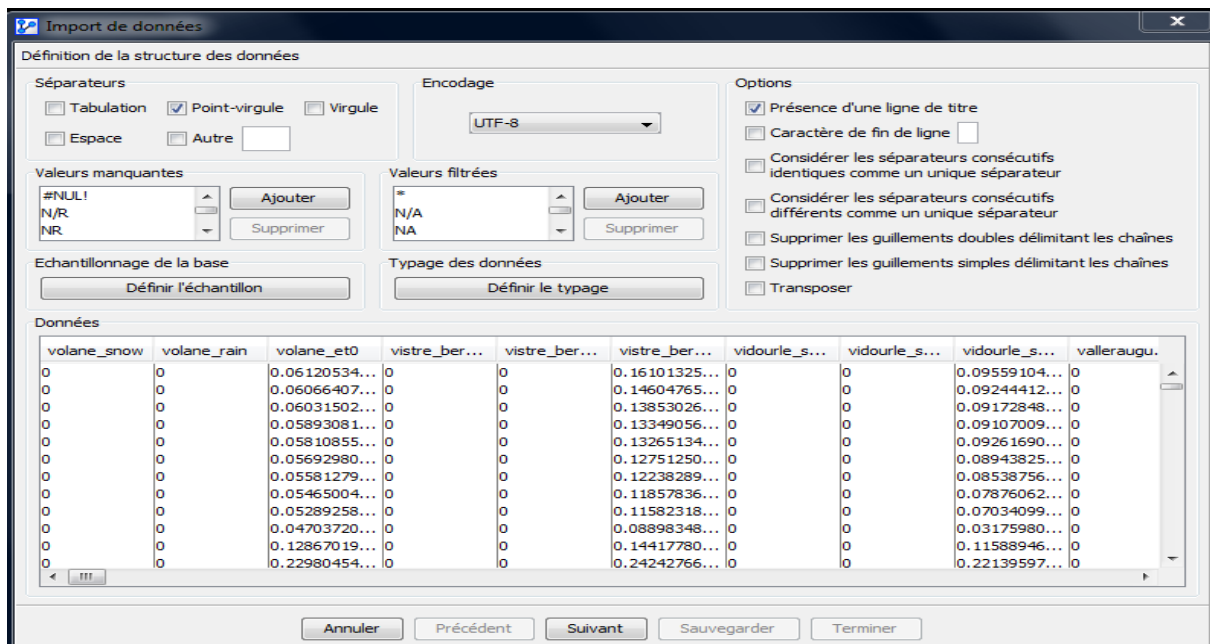 Import de données
Définition de la structure des données
Séparateurs
Tabulation Point-virgule Virgule
Espace Autre
Encodage
UTF-8
Options
Présence d'une ligne de titre
Caractère de fin de ligne
Considérer les séparateurs consécutifs
identiques comme un unique séparateur
Considérer les séparateurs consécutifs
différents comme un unique séparateur
Supprimer les guillements doubles délimitant les chaînes
Supprimer les guillements simples délimitant les chaînes
Transposer
Valeurs manquantes
#NUL!
N/R
NR
Ajouter
Supprimer
Valeurs filtrées
*
N/A
NA
Ajouter
Supprimer
Echantillonnage de la base
Définir l'échantillon
Typage des données
Définir le typage
Données
volane_snow volane_rain volane_et0 vistre_ber... vistre_ber... vistre_ber... vidourle_s... vidourle_s... vidourle_s... valleraugu.
0 0 0.06120534... 0 0 0.16101325... 0 0 0.09559104... 0
0 0 0.06066407... 0 0 0.14604765... 0 0 0.09244412... 0
0 0 0.06031502... 0 0 0.13853026... 0 0 0.09172848... 0
0 0 0.05893081... 0 0 0.13349056... 0 0 0.09107009... 0
0 0 0.05810855... 0 0 0.13265134... 0 0 0.09261690... 0
0 0 0.05692980... 0 0 0.12751250... 0 0 0.08943825... 0
0 0 0.05581279... 0 0 0.12238289... 0 0 0.08538756... 0
0 0 0.05465004... 0 0 0.11857836... 0 0 0.07876062... 0
0 0 0.05289258... 0 0 0.11582318... 0 0 0.07034099... 0
0 0 0.04703720... 0 0 0.08898348... 0 0 0.03175980... 0
0 0 0.12867019... 0 0 0.14417780... 0 0 0.11588946... 0
0 0 0.22980454... 0 0 0.24242766... 0 0 0.22139597... 0
Annuler Précédent Suivant Sauvegarder Terminer